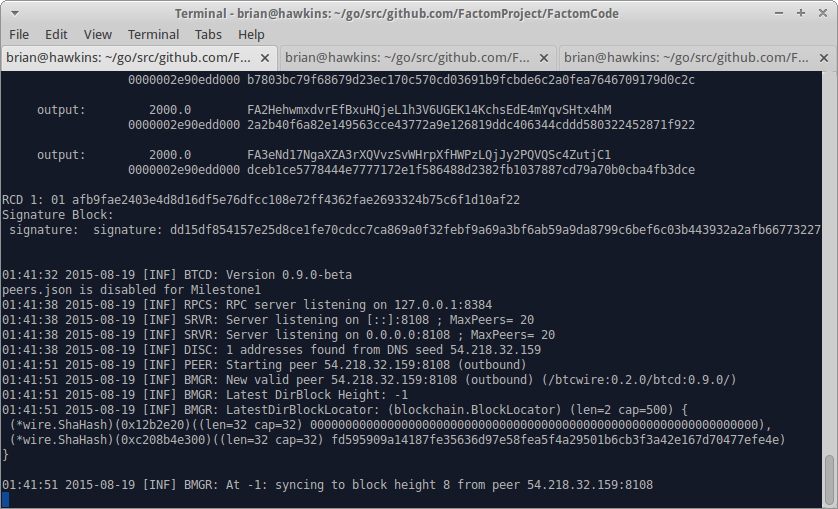 Terminal - brian@hawkins: ~/go/src/github.com/FactomProject/FactomCode
File Edit View Terminal Tabs Help
brian@hawkins: ~/go/src/github.com/F... brian@hawkins: ~/go/src/github.com/F... brian@hawkins: ~/go/src/github.com/F...
0000002e90edd000 b7803bc79f68679d23ec170c570cd03691b9fcbde6c2a0fea7646709179d0c2c
output: 2000.0 FA2HehwmxdvrEfBxuHQjeL1h3V6UGEK14KchsEdE4mYqvSHtx4hM
0000002e90edd000 2a2b40f6a82e149563cce43772a9e126819ddc406344cddd580322452871f922
output: 2000.0 FA3eNd17NgaXZA3rXQVvzSvWHrpXfHWPzLQjJy2PQVQSc4ZutjC1
0000002e90edd000 dceb1ce5778444e7777172e1f586488d2382fb1037887cd79a70b0cba4fb3dce
RCD 1: 01 afb9fae2403e4d8d16df5e76dfcc108e72ff4362fae2693324b75c6f1d10af22
Signature Block:
signature: signature: dd15df854157e25d8ce1fe70cdcc7ca869a0f32febf9a69a3bf6ab59a9da8799c6bef6c03b443932a2afb66773227
01:41:32 2015-08-19 [INF] BTCD: Version 0.9.0-beta
peers.json is disabled for Milestone1
01:41:38 2015-08-19 [INF] RPCS: RPC server listening on 127.0.0.1:8384
01:41:38 2015-08-19 [INF] SRVR: Server listening on [::]:8108 ; MaxPeers= 20
01:41:38 2015-08-19 [INF] SRVR: Server listening on 0.0.0.0:8108 ; MaxPeers= 20
01:41:38 2015-08-19 [INF] DISC: 1 addresses found from DNS seed 54.218.32.159
01:41:51 2015-08-19 [INF] PEER: Starting peer 54.218.32.159:8108 (outbound)
01:41:51 2015-08-19 [INF] BMGR: New valid peer 54.218.32.159:8108 (outbound) (/btcwire:0.2.0/btcd:0.9.0/)
01:41:51 2015-08-19 [INF] BMGR: Latest DirBlock Height: -1
01:41:51 2015-08-19 [INF] BMGR: LatestDirBlockLocator: (blockchain.BlockLocator) (len=2 cap=500) {
(*wire.ShaHash)(0x12b2e20)((len=32 cap=32) 0000000000000000000000000000000000000000000000000000000000000000),
(*wire.ShaHash)(0xc208b4e300)((len=32 cap=32) fd595909a14187fe35636d97e58fea5f4a29501b6cb3f3a42e167d70477efe4e)
}
01:41:51 2015-08-19 [INF] BMGR: At -1: syncing to block height 8 from peer 54.218.32.159:8108